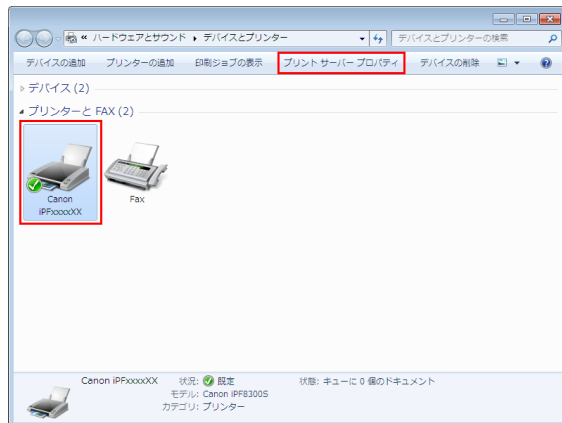 « ハードウェアとサウンド ▸ デバイスとプリンター
デバイスとプリンターの検索
デバイスの追加 プリンターの追加 印刷ジョブの表示 プリント サーバー プロパティ デバイスの削除
デバイス (2)
プリンターと FAX (2)
Canon
iPFxxxxXX
Fax
Canon iPFxxxxXX 状況: 既定 状態: キューに 0 個のドキュメント
モデル: Canon iPF8300S
カテゴリ: プリンター